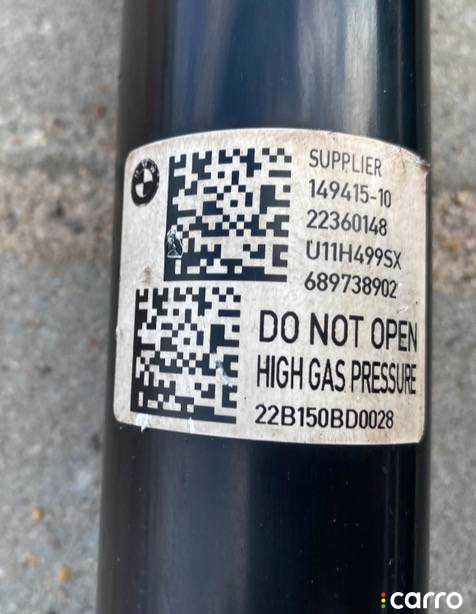 SUPPLIER
149415-10
22360148
U11H499SX
689738902
DO NOT OPEN
HIGH GAS PRESSURE
22B150BD0028
carro